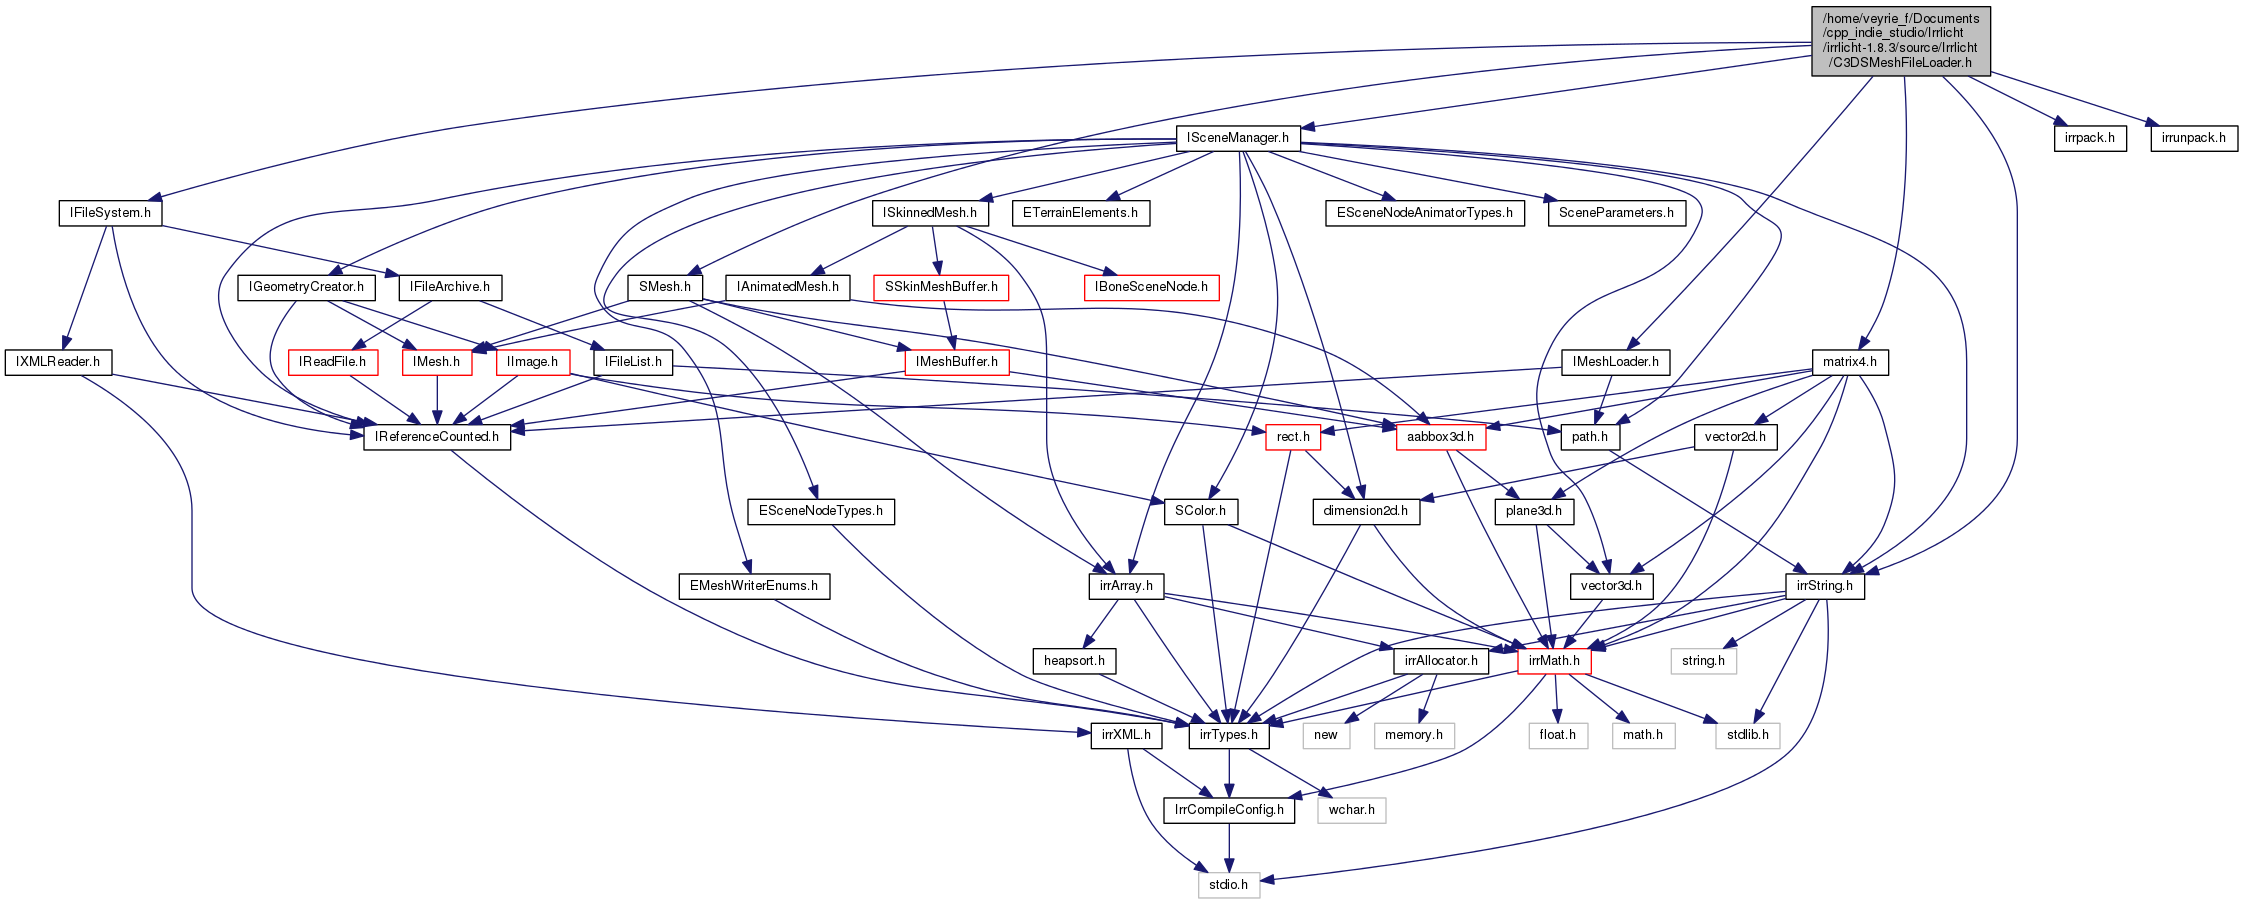 /home/veyrie_f/Documents
/cpp_indie_studio/Irrlicht
/irrlicht-1.8.3/source/Irrlicht
/C3DSMeshFileLoader.h
ISceneManager.h
irrpack.h
irrunpack.h
IFileSystem.h
ISkinnedMesh.h
ETerrainElements.h
ESceneNodeAnimatorTypes.h
SceneParameters.h
IGeometryCreator.h
IFileArchive.h
SMesh.h
IAnimatedMesh.h
SSkinMeshBuffer.h
IBoneSceneNode.h
IXMLReader.h
IReadFile.h
IMesh.h
IImage.h
IFileList.h
IMeshBuffer.h
IMeshLoader.h
matrix4.h
IReferenceCounted.h
rect.h
aabbox3d.h
path.h
vector2d.h
ESceneNodeTypes.h
SColor.h
dimension2d.h
plane3d.h
EMeshWriterEnums.h
irrArray.h
vector3d.h
irrString.h
heapsort.h
irrAllocator.h
irrMath.h
string.h
irrXML.h
irrTypes.h
new
memory.h
float.h
math.h
stdlib.h
IrrCompileConfig.h
wchar.h
stdio.h